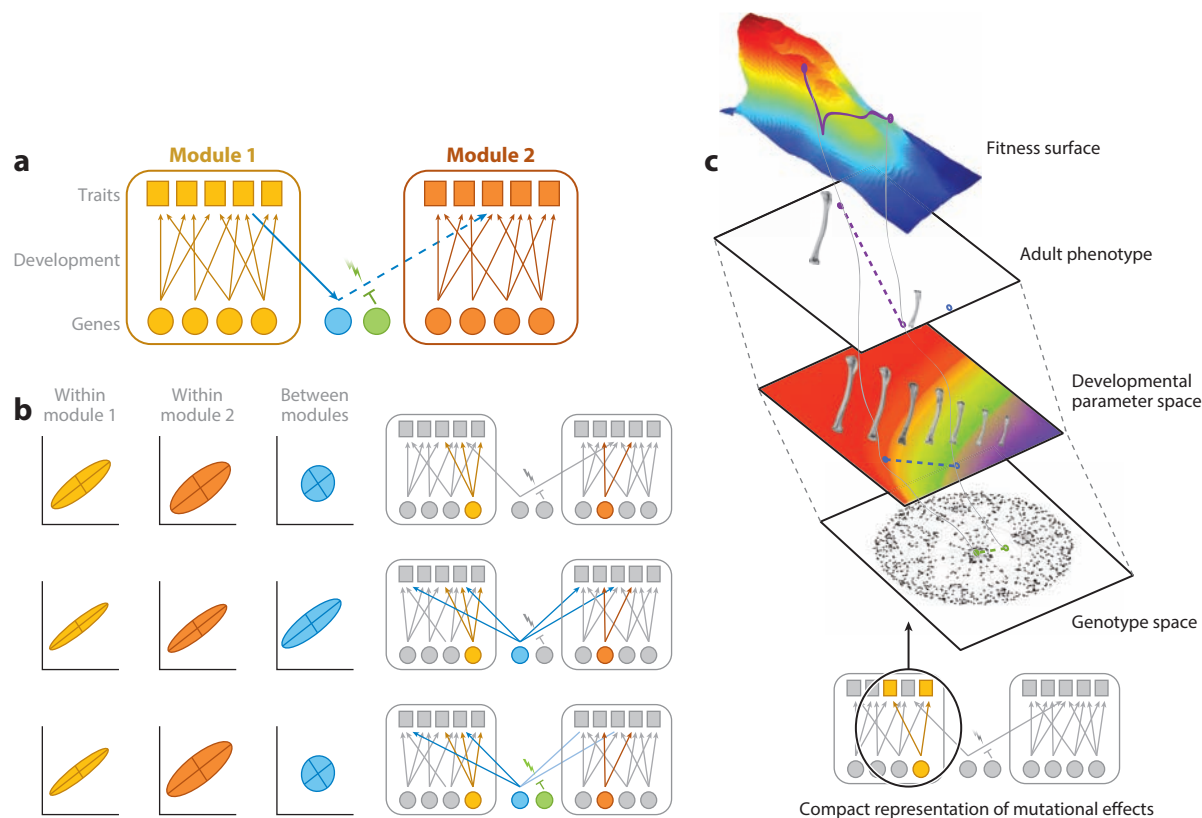 a
Module 1
Module 2
Traits
Development
Genes
b
Within
module 1
Within
module 2
Between
modules
c
Fitness surface
Adult phenotype
Developmental
parameter space
Genotype space
Compact representation of mutational effects